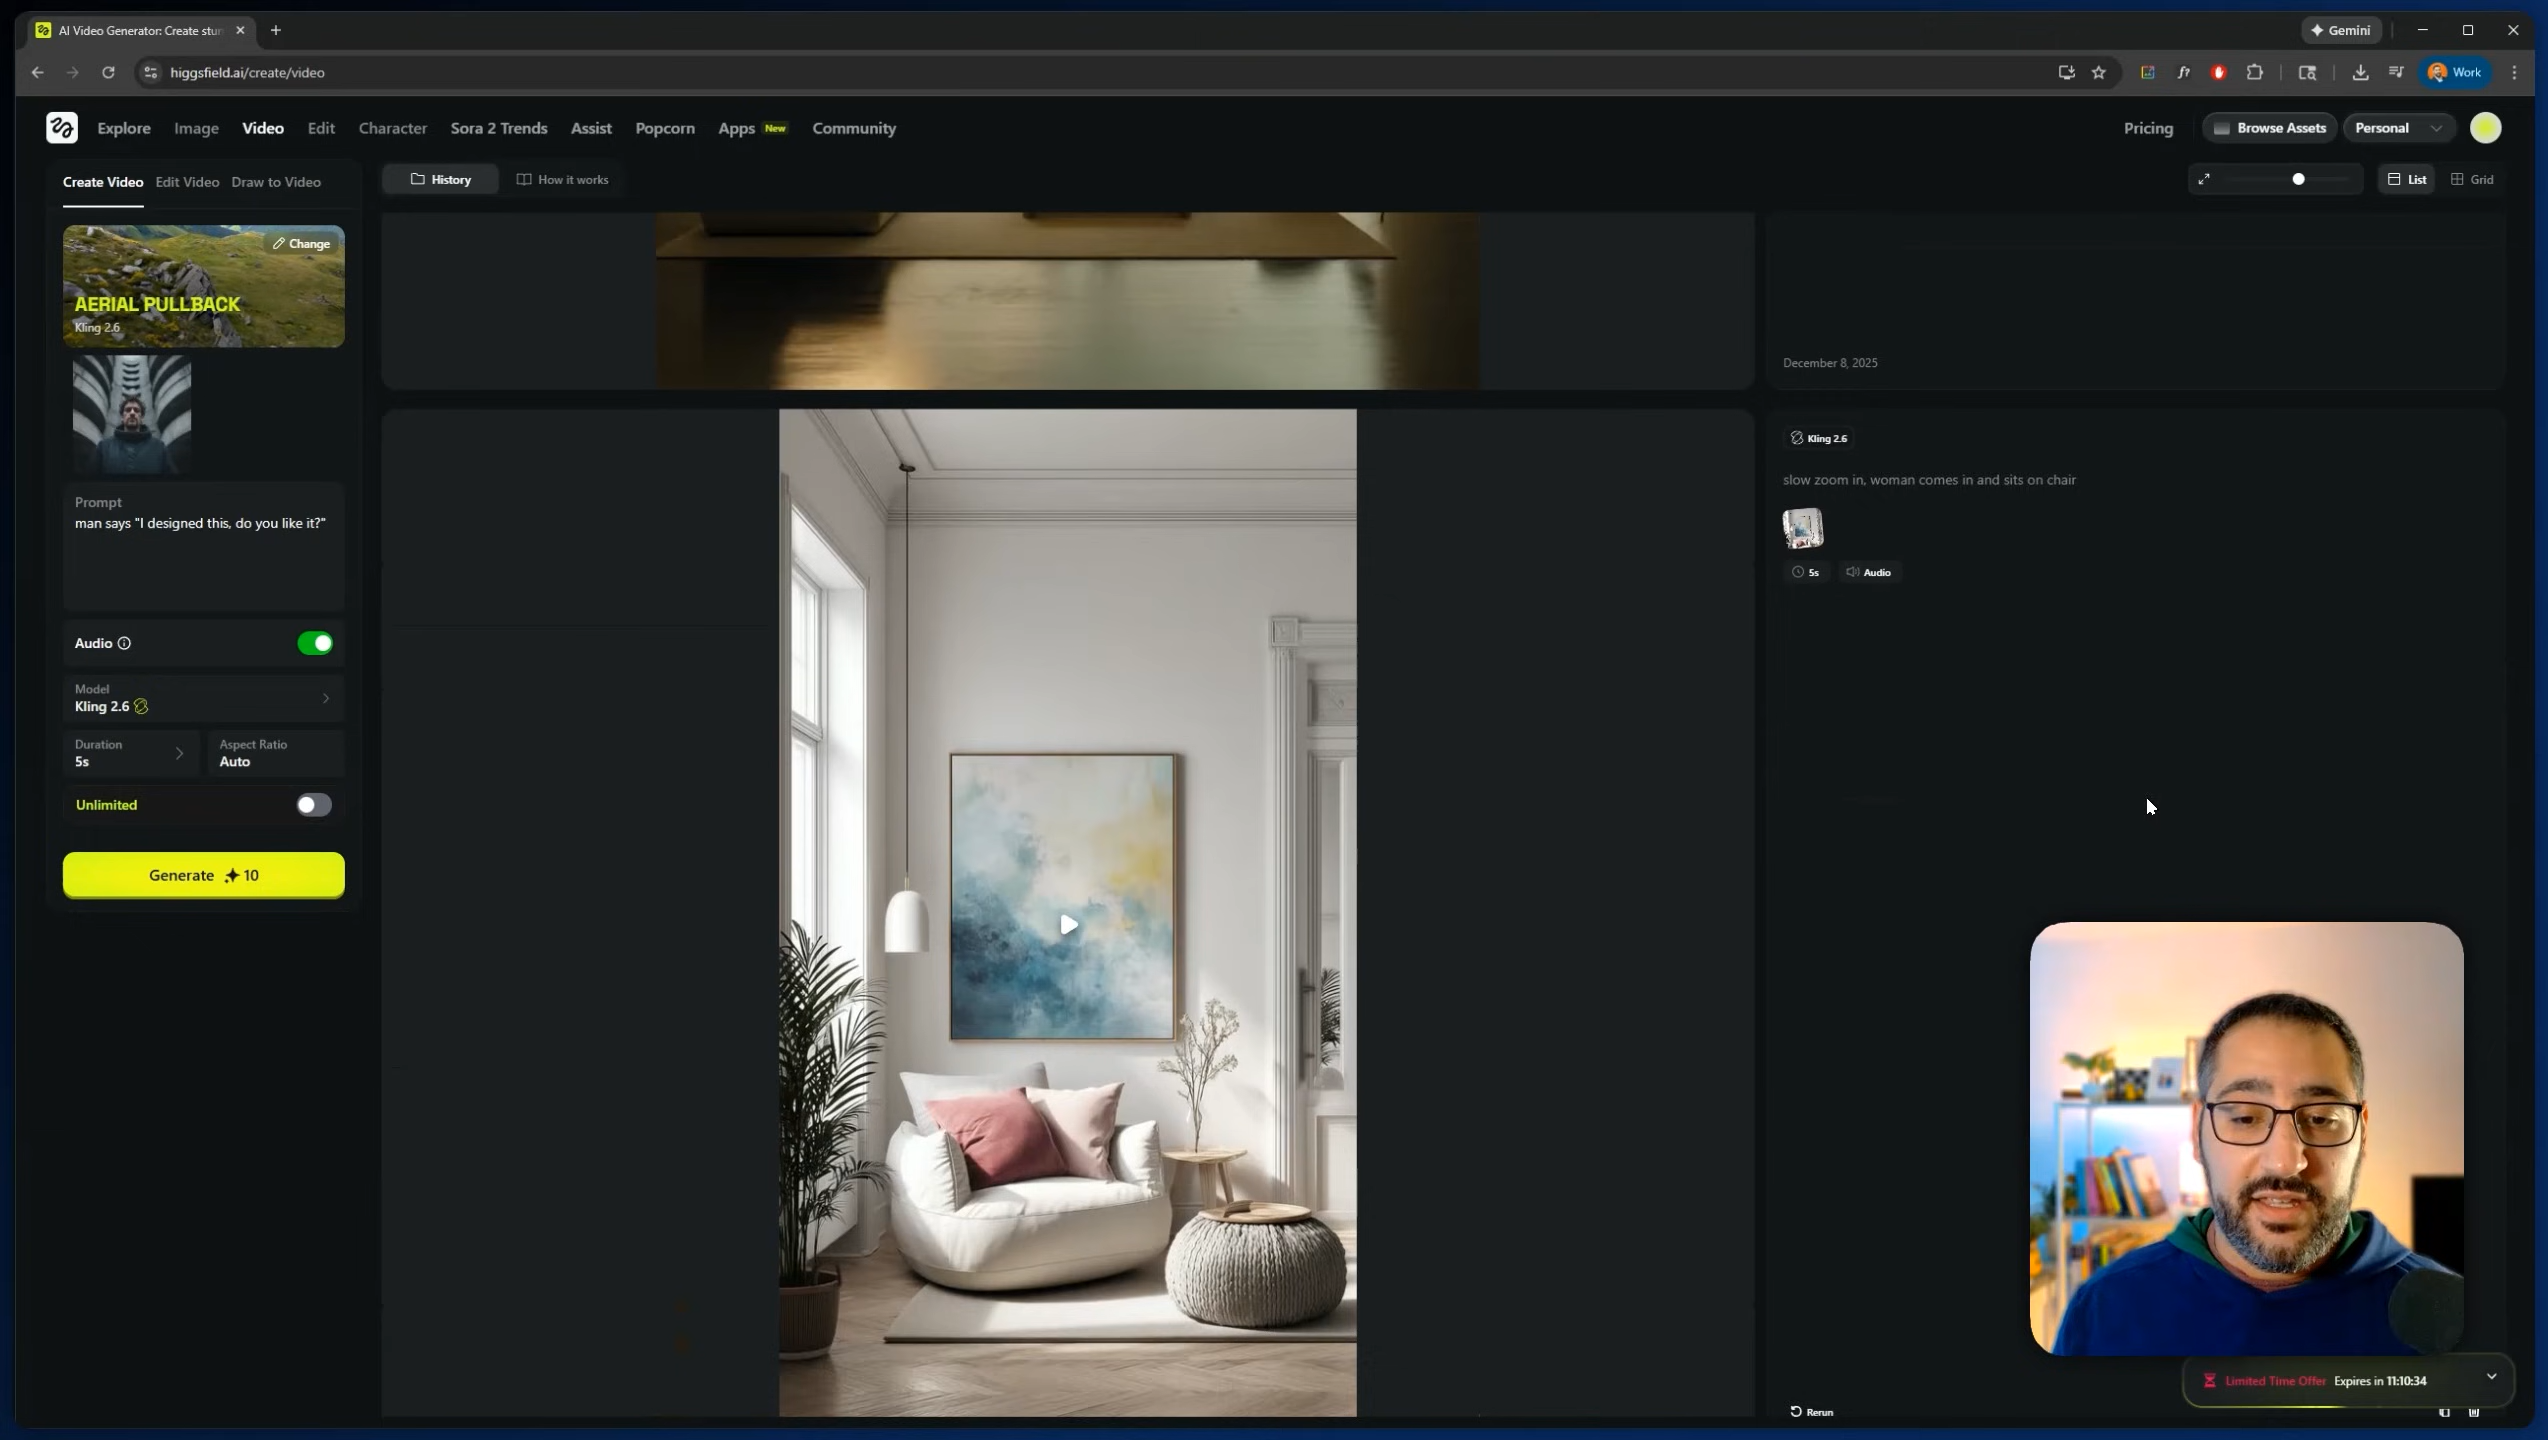 AI Video Generator: Create stu
Gemini
higgsfield.ai/create/video
Work
Explore
Image
Video
Edit
Character
Sora 2 Trends
Assist
Popcorn
Apps New
Community
Pricing
Browse Assets
Personal
Create Video
Edit Video
Draw to Video
History
How it works
List
Grid
Change
AERIAL PULLBACK
Kling 2.6
Prompt
man says "I designed this, do you like it?"
Audio
Model
Kling 2.6
Duration
5s
Aspect Ratio
Auto
Unlimited
Generate 10
December 8, 2025
Kling 2.6
slow zoom in, woman comes in and sits on chair
5s
Audio
Limited Time Offer Expires in 11:10:34
Rerun